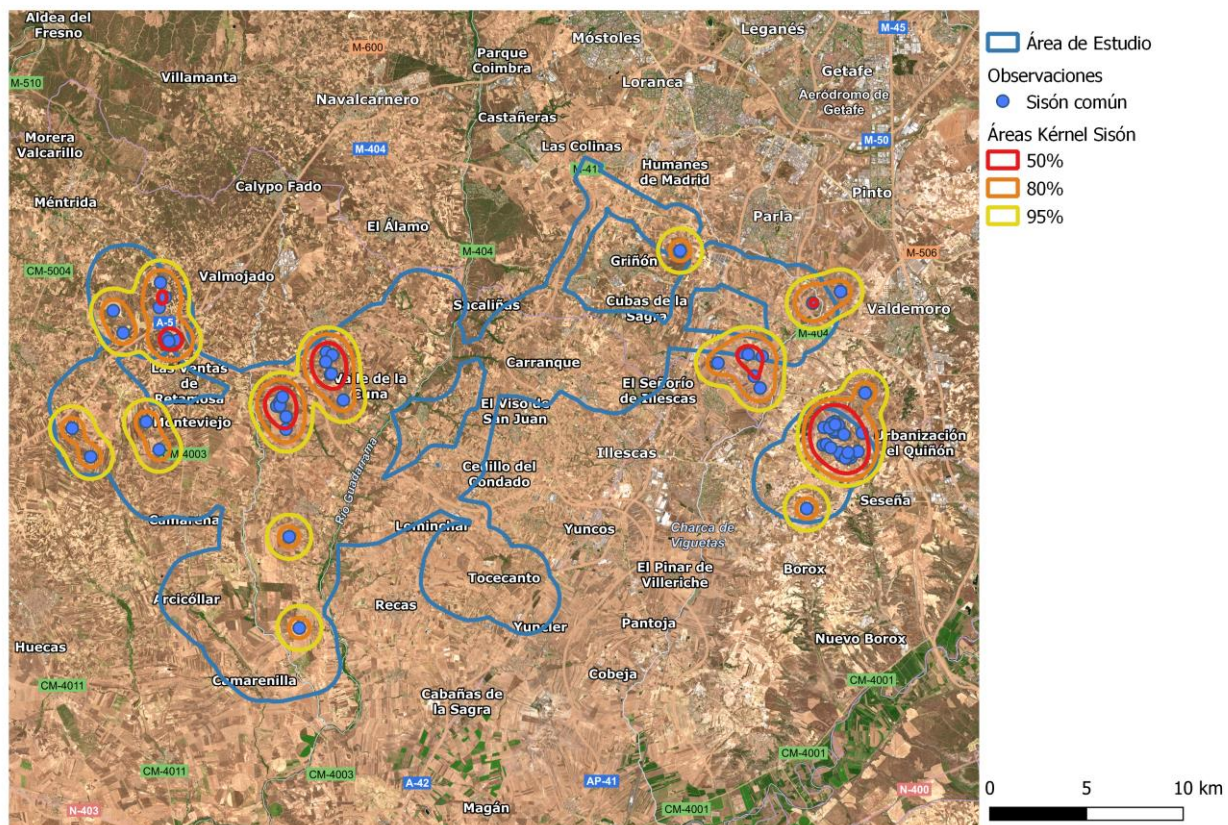 Aldea del
Fresno
M-600
Parque
Coimbra
Móstoles
Leganés
M-45
M-510
Villamanta
Navalcarnero
Loranca
Getafe
Aeródromo de
Getafe
Castañeras
Morera
Valcarillo
M-404
Las Colinas
M-41
M-50
Humanes
de Madrid
Calypo Fado
Pinto
Méntrida
El Álamo
Parla
CM-5004
Valmojado
M-404
Griñón
M-506
Sacaliñas
Cubas de la
Sagra
Valdemoro
A-5
M-404
Las Ventas
de
Retamosa
Valle de la
Cuna
Carranque
El Señorío
de Illescas
Monteviejo
El Viso de
San Juan
Urbanización
el Quiñón
CM-4003
Illescas
Río Guadarrama
Cedillo del
Condado
Seseña
Camarena
Lominchar
Yuncos
Charca de
Viguetas
Tocecanto
El Pinar de
Villeriche
Borox
Arcicóllar
Recas
Yuncler
Pantoja
Huecas
Nuevo Borox
CM-4011
Camarenilla
Cobeja
CM-4001
Cabañas de
la Sagra
CM-4011
CM-4003
A-42
AP-41
CM-4001
N-403
Magán
CM-4001
N-400
Área de Estudio
Observaciones
Sisón común
Áreas Kérnel Sisón
50%
80%
95%
0 5 10 km